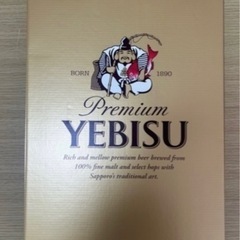 BORN 1890
Premium
YEBISU
Rich and mellow premium beer brewed from
100% fine malt and select hops with
Sapporo's traditional art.